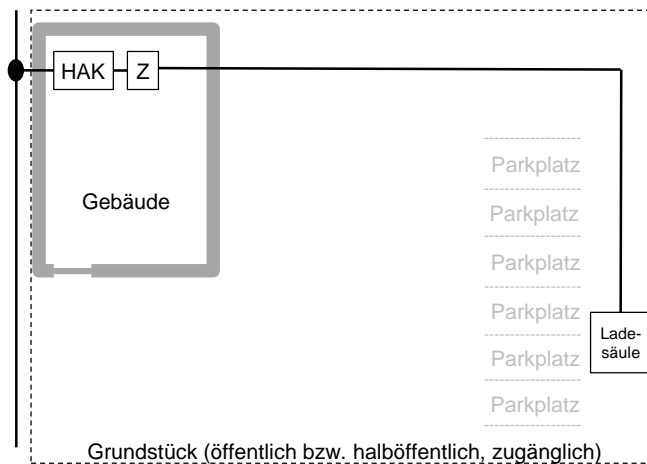 HAK
Z
Gebäude
Parkplatz
Parkplatz
Parkplatz
Parkplatz
Parkplatz
Parkplatz
Lade-
säule
Grundstück (öffentlich bzw. halböffentlich, zugänglich)